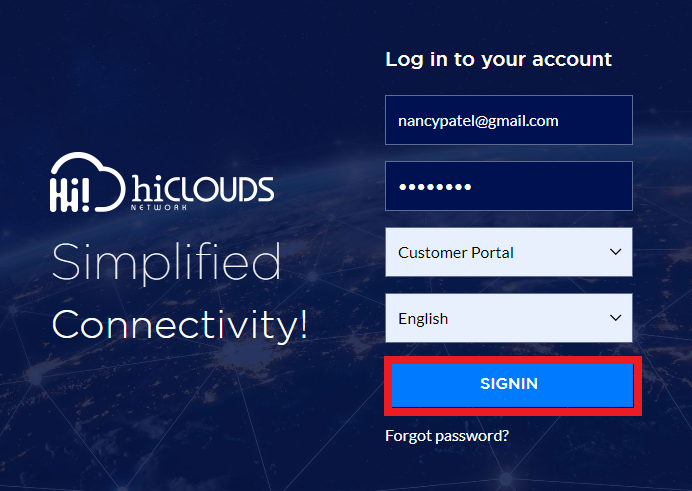 Log in to your account
nancypatel@gmail.com
••••••••
Hi!
hiCLOUDS
NETWORK
Simplified
Connectivity!
Customer Portal
English
SIGNIN
Forgot password?